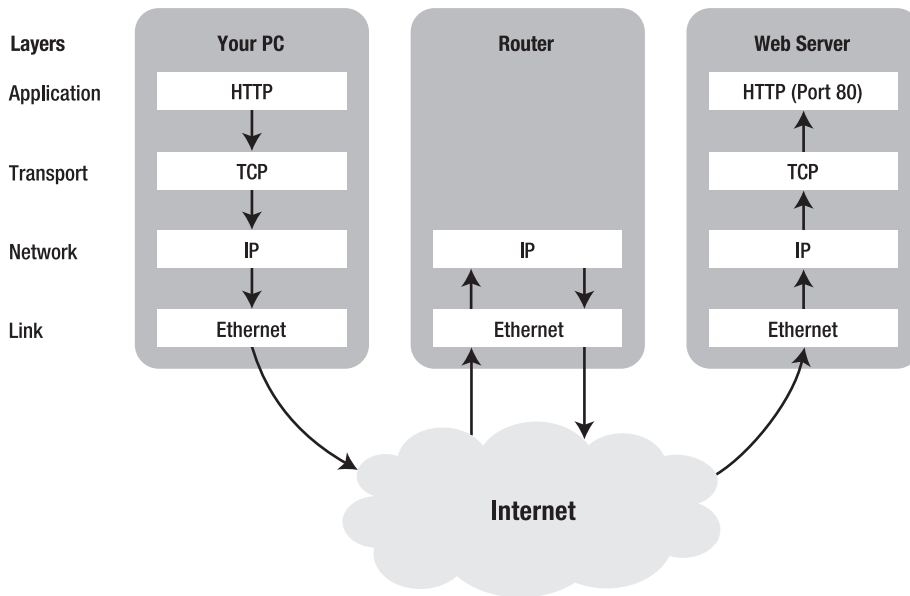 Layers Your PC Router Web Server
Application HTTP HTTP (Port 80)
Transport TCP TCP
Network IP IP IP
Link Ethernet Ethernet Ethernet
Internet